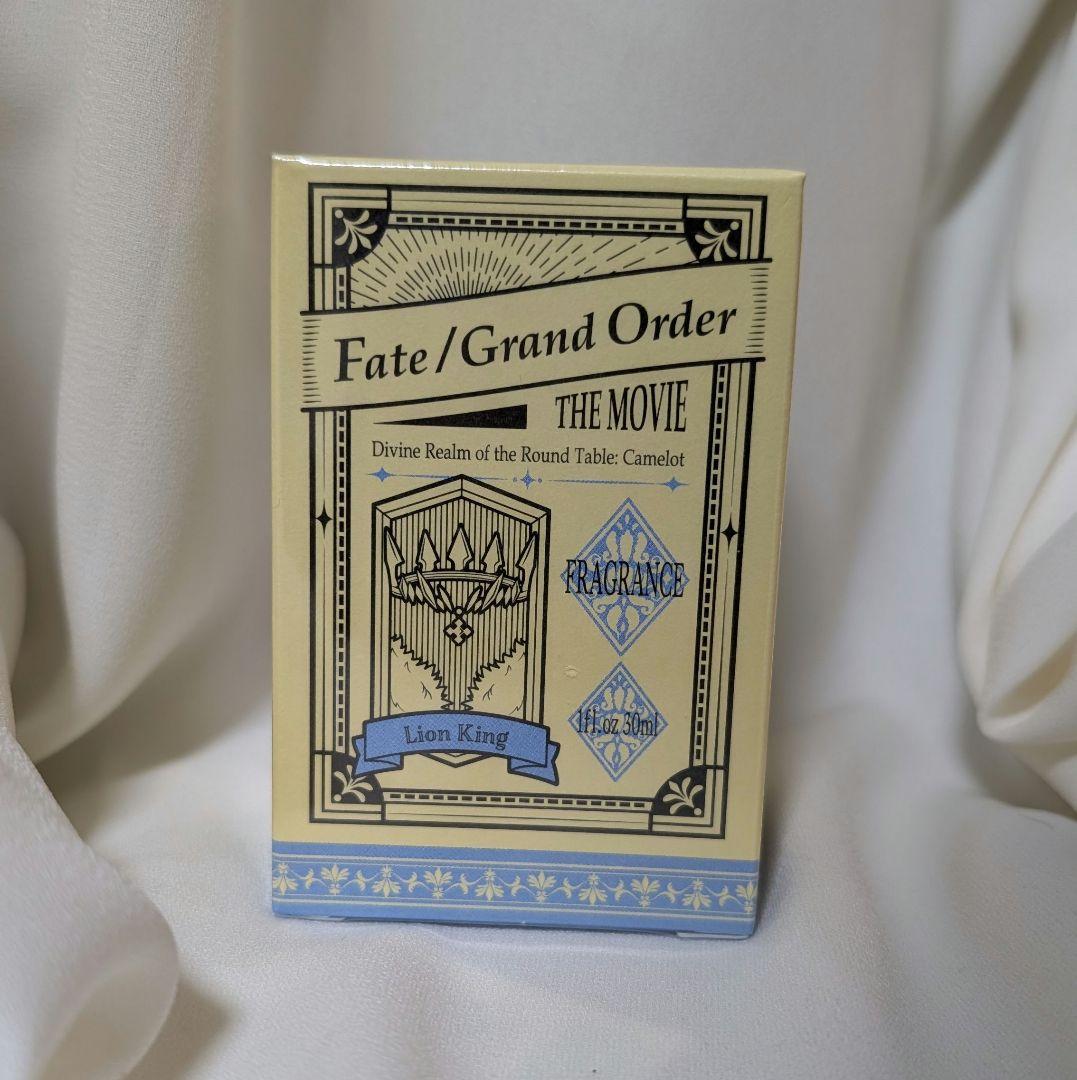 Fate/Grand Order
THE MOVIE
Divine Realm of the Round Table: Camelot
FRAGRANCE
1fl.oz 30ml
Lion King